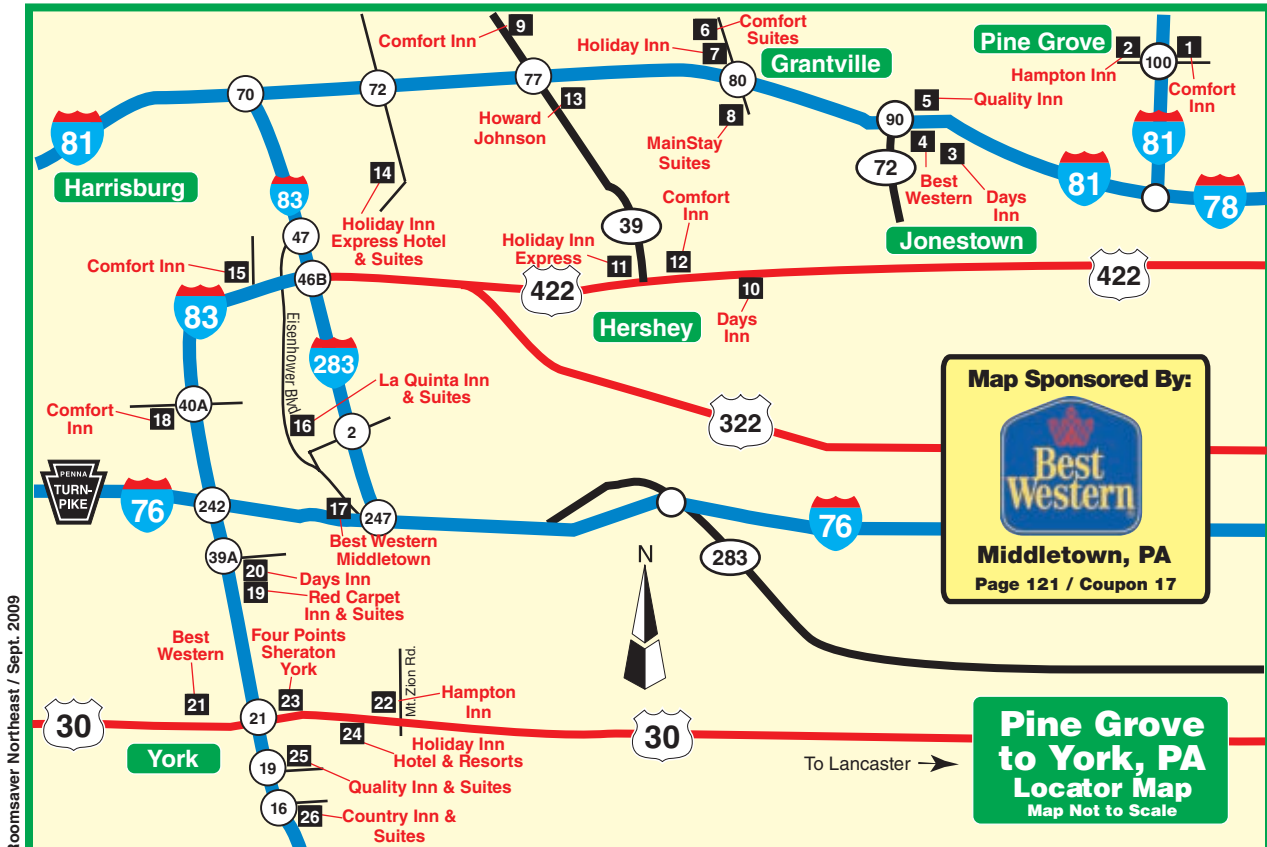 9
Comfort Inn
6
Comfort
Suites
Holiday Inn
7
Grantville
Pine Grove
2
1
100
Hampton Inn
Comfort
Inn
70
72
77
80
81
Harrisburg
13
Howard
Johnson
8
MainStay
Suites
5
Quality Inn
90
4
3
72
Best
Western
Days
Inn
Jonestown
81
81
78
83
14
Holiday Inn
Express Hotel
& Suites
47
46B
Comfort Inn
15
83
39
Comfort
Inn
Holiday Inn
Express
11
12
422
10
Days
Inn
Hershey
422
Eisenhower Blvd
283
La Quinta Inn
& Suites
16
2
322
40A
Comfort
Inn
18
PENNA
TURN-
PIKE
76
242
17
247
Best Western
Middletown
76
283
39A
20
Days Inn
19
Red Carpet
Inn & Suites
N
Map Sponsored By:
Best
Western
Middletown, PA
Page 121 / Coupon 17
Best
Western
21
Four Points
Sheraton
York
23
22
Mt.Zion Rd.
Hampton
Inn
30
21
24
Holiday Inn
Hotel & Resorts
30
York
19
25
Quality Inn & Suites
16
26
Country Inn &
Suites
To Lancaster
Pine Grove
to York, PA
Locator Map
Map Not to Scale
Roomsaver Northeast / Sept. 2009